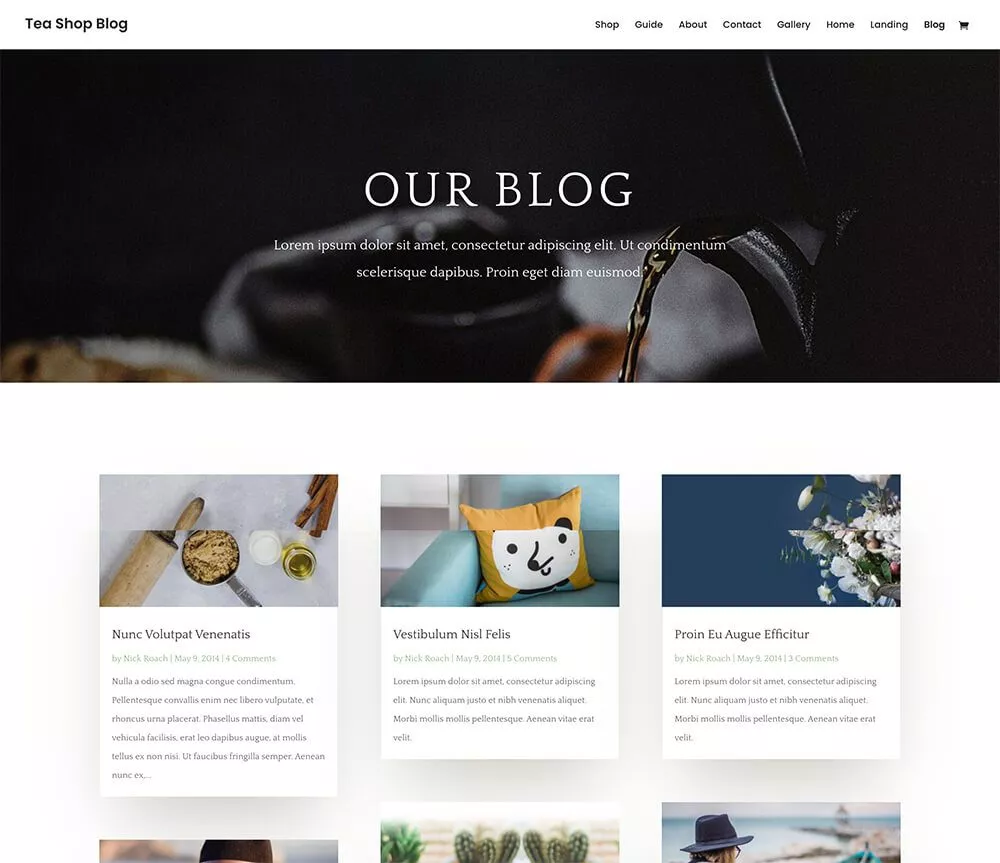 Tea Shop Blog
Shop Guide About Contact Gallery Home Landing Blog
OUR BLOG
Lorem ipsum dolor sit amet, consectetur adipiscing elit. Ut condimentum
scelerisque dapibus. Proin eget diam euismod.
Nunc Volutpat Venenatis
by Nick Roach | May 9, 2014 | 4 Comments
Nulla a odio sed magna congue condimentum.
Pellentesque convallis enim nec libero vulputate, et
rhoncus urna placerat. Phasellus mattis, diam vel
vehicula facilisis, erat leo dapibus augue, at mollis
tellus ex non nisi. Ut faucibus fringilla semper. Aenean
nunc ex,...
Vestibulum Nisl Felis
by Nick Roach | May 9, 2014 | 5 Comments
Lorem ipsum dolor sit amet, consectetur adipiscing
elit. Nunc aliquam justo et nibh venenatis aliquet.
Morbi mollis mollis pellentesque. Aenean vitae erat
velit.
Proin Eu Augue Efficitur
by Nick Roach | May 9, 2014 | 3 Comments
Lorem ipsum dolor sit amet, consectetur adipiscing
elit. Nunc aliquam justo et nibh venenatis aliquet.
Morbi mollis mollis pellentesque. Aenean vitae erat
velit.